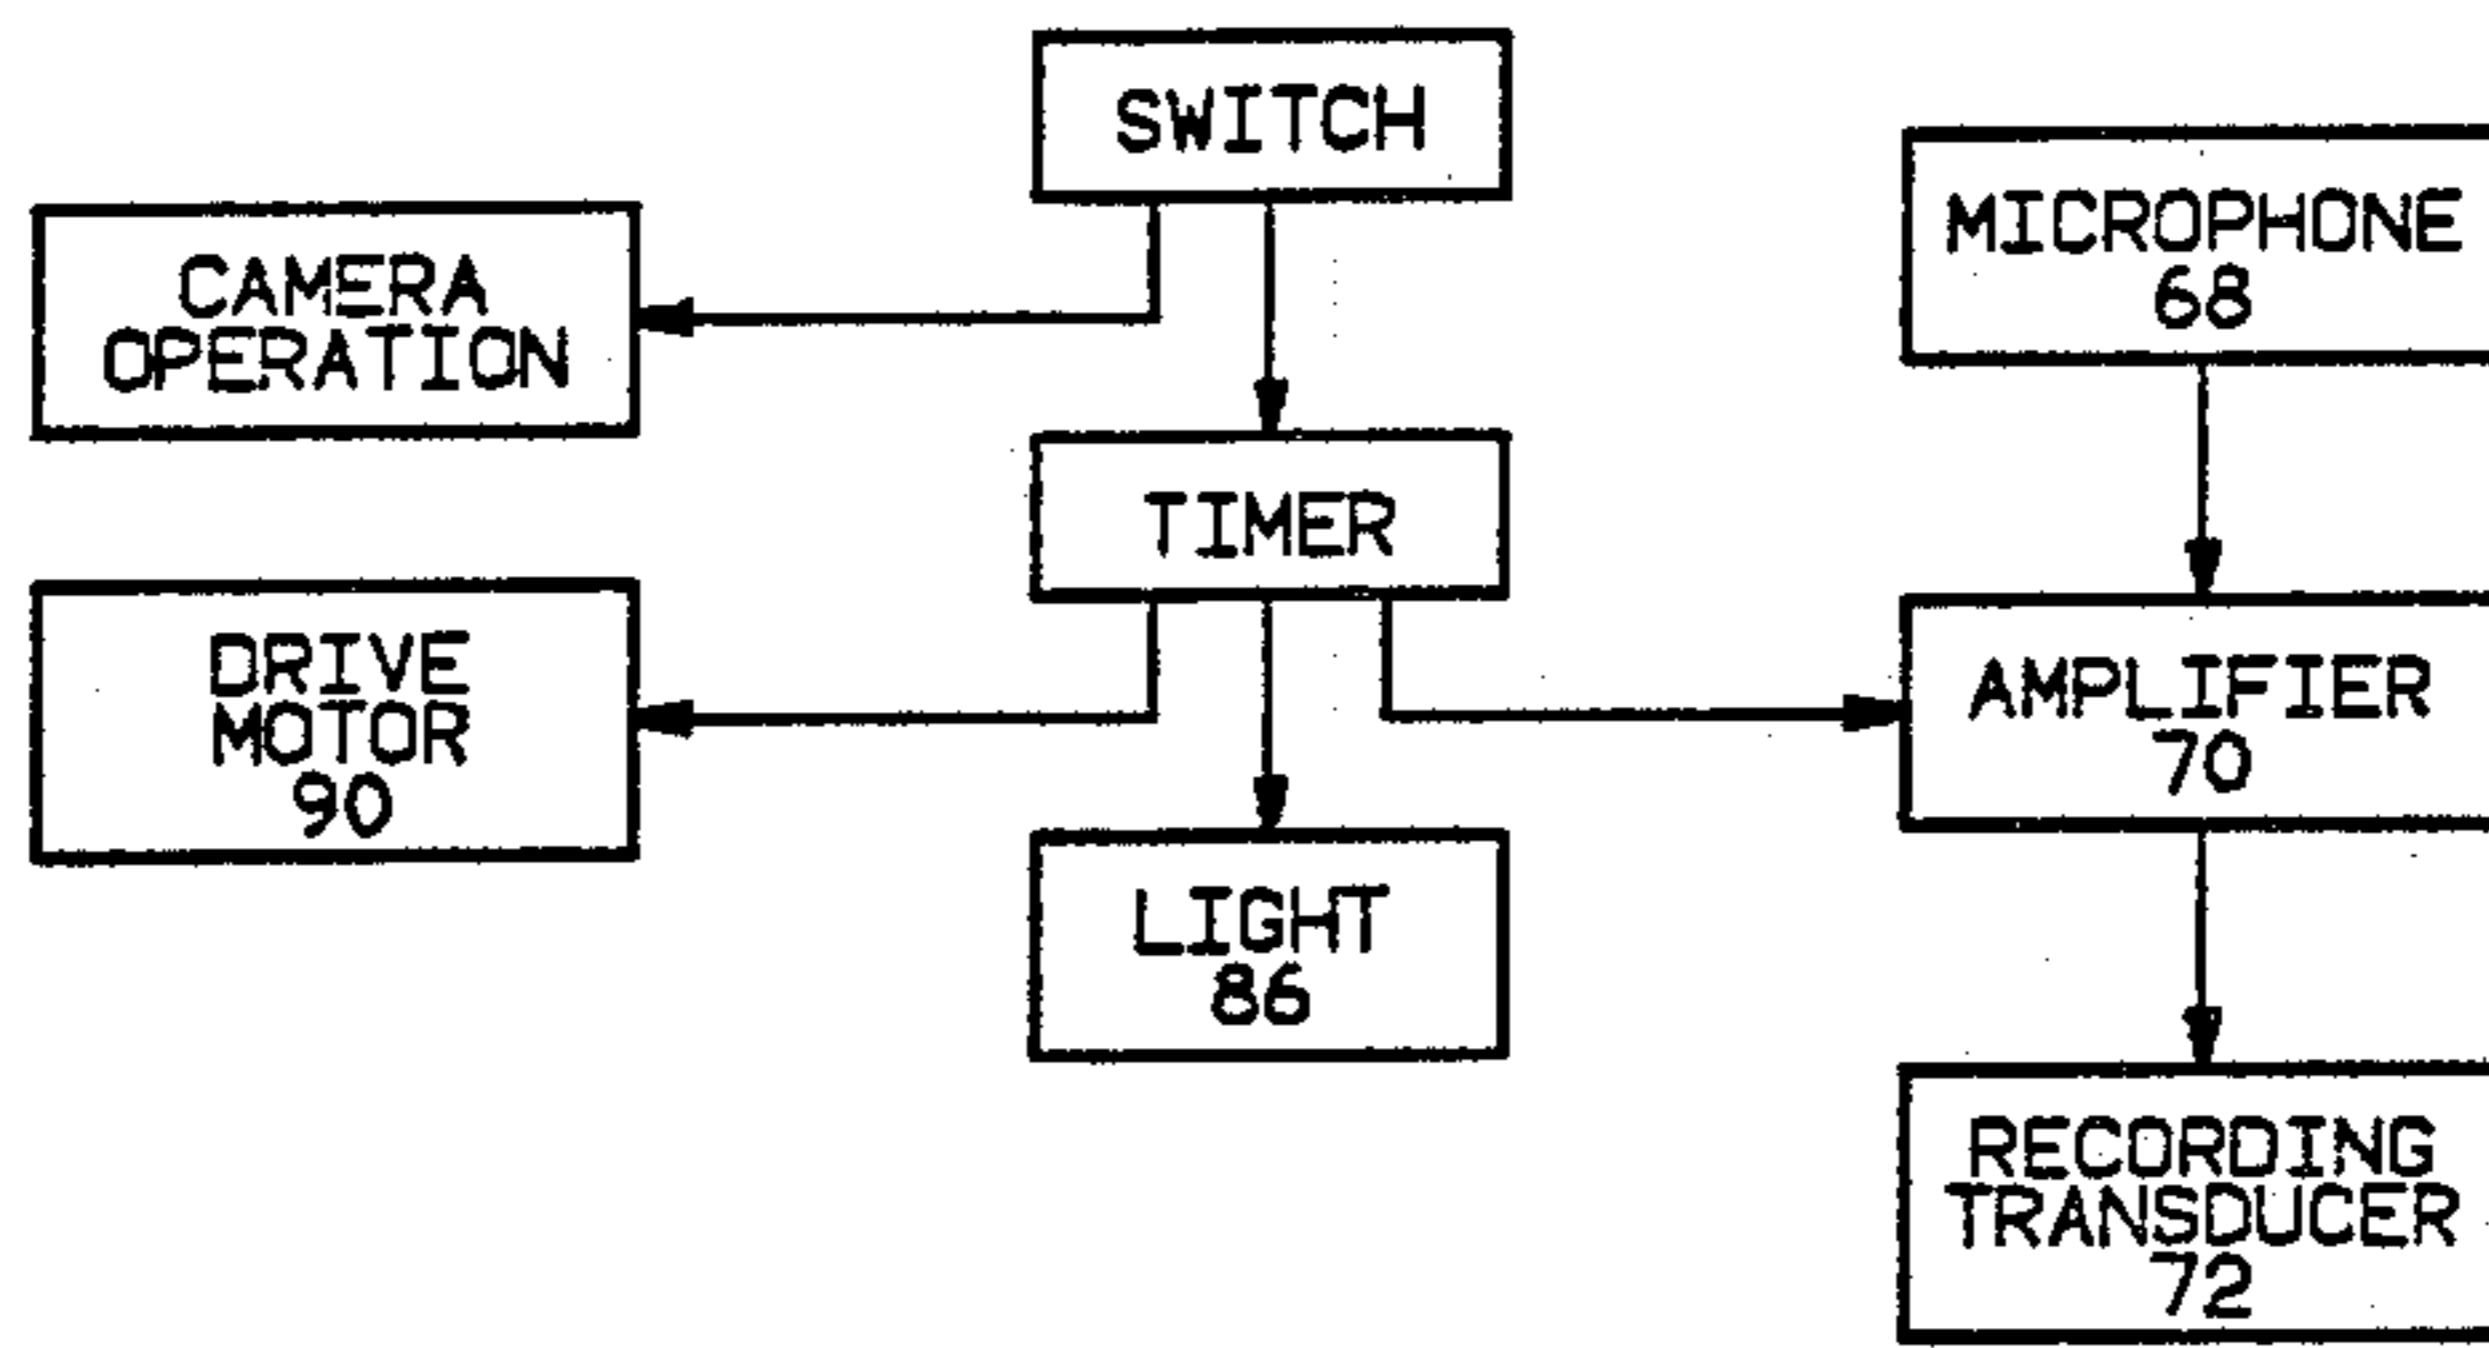 SWITCH
CAMERA
OPERATION
MICROPHONE
68
TIMER
DRIVE
MOTOR
90
AMPLIFIER
70
LIGHT
86
RECORDING
TRANSDUCER
72